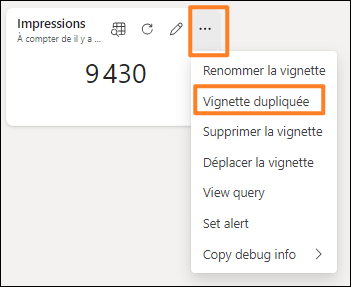 Impressions
À compter de il y a ...
9 430
Renommer la vignette
Vignette dupliquée
Supprimer la vignette
Déplacer la vignette
View query
Set alert
Copy debug info